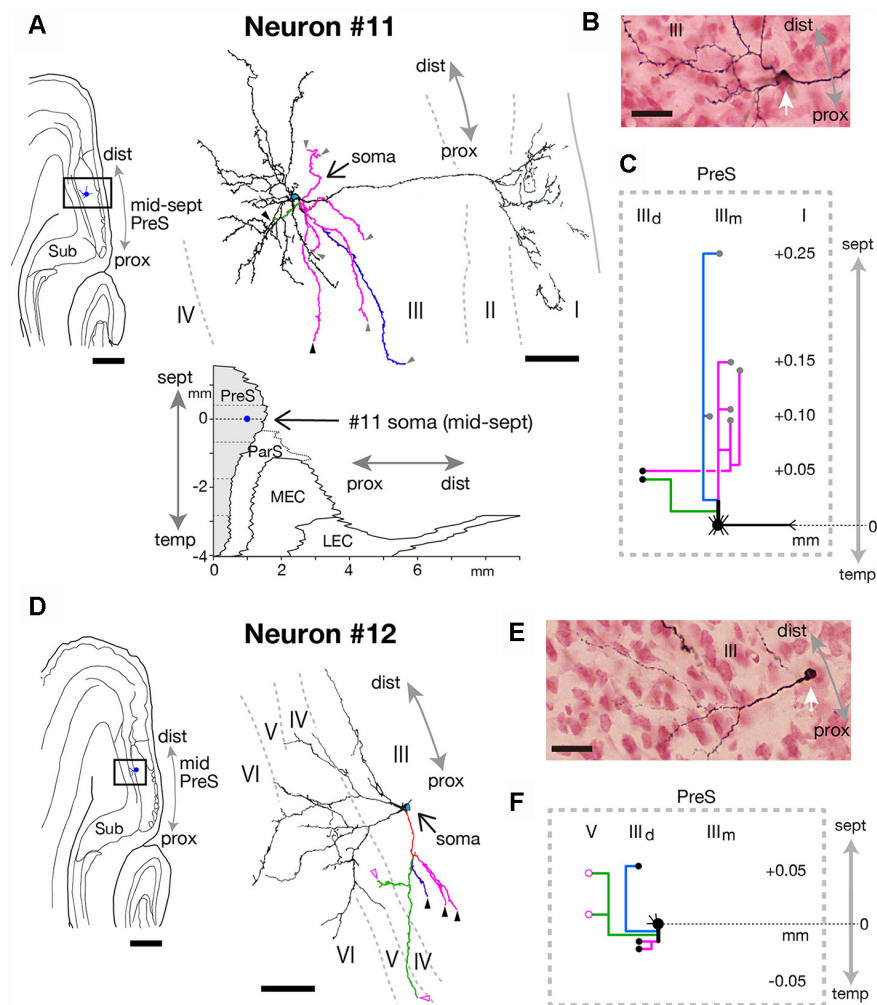 A
Neuron #11
B
III
dist
prox
dist
prox
soma
dist
mid-sept
PreS
Sub
prox
IV
III
II
I
C
PreS
IIId
IIIm
I
sept
+0.25
+0.15
+0.10
+0.05
0
mm
temp
sept
mm
PreS
0
#11 soma (mid-sept)
ParS
prox
dist
-2
MEC
temp
LEC
-4
0
2
4
6
mm
D
Neuron #12
E
III
dist
prox
dist
mid
PreS
Sub
prox
dist
IV
V
III
VI
prox
soma
VI
V
IV
F
PreS
V
IIId
IIIm
sept
+0.05
0
mm
-0.05
temp